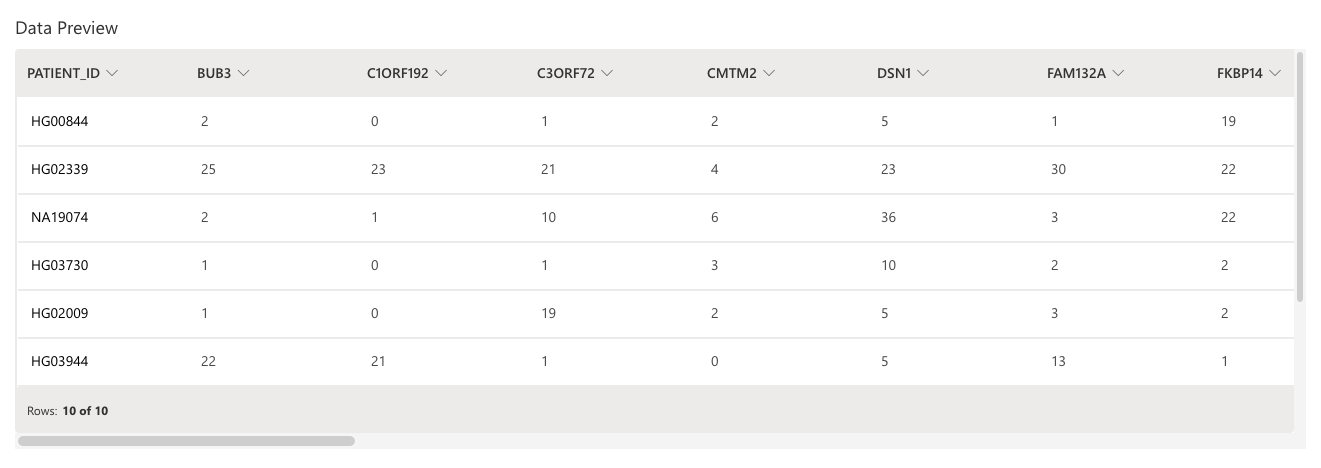 Data Preview
PATIENT_ID BUB3 C1ORF192 C3ORF72 CMTM2 DSN1 FAM132A FKBP14
HG00844 2 0 1 2 5 1 19
HG02339 25 23 21 4 23 30 22
NA19074 2 1 10 6 36 3 22
HG03730 1 0 1 3 10 2 2
HG02009 1 0 19 2 5 3 2
HG03944 22 21 1 0 5 13 1
Rows: 10 of 10